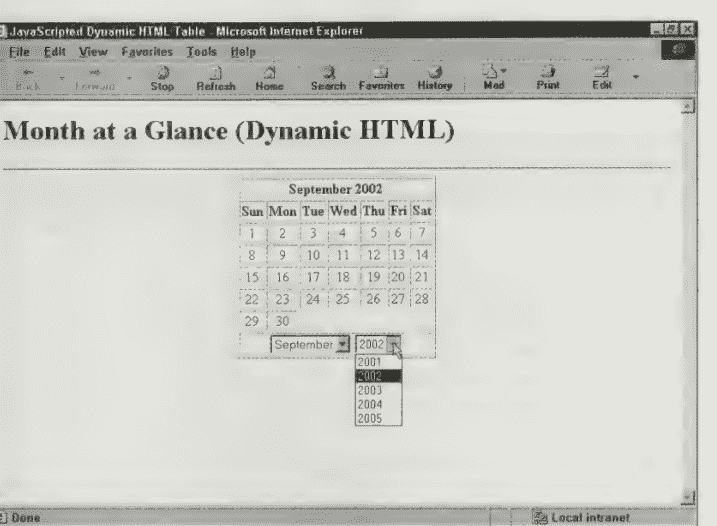 JavaScripted Dynamic HTML Table - Microsoft Internet Explorer
File Edit View Favorites Tools Help
Back Forward Stop Refresh Home Search Favorites History Mail Print Edit
Month at a Glance (Dynamic HTML)
September 2002
Sun Mon Tue Wed Thu Fri Sat
1 2 3 4 5 6 7
8 9 10 11 12 13 14
15 16 17 18 19 20 21
22 23 24 25 26 27 28
29 30
September 2002
2001
2002
2003
2004
2005
Done Local intranet